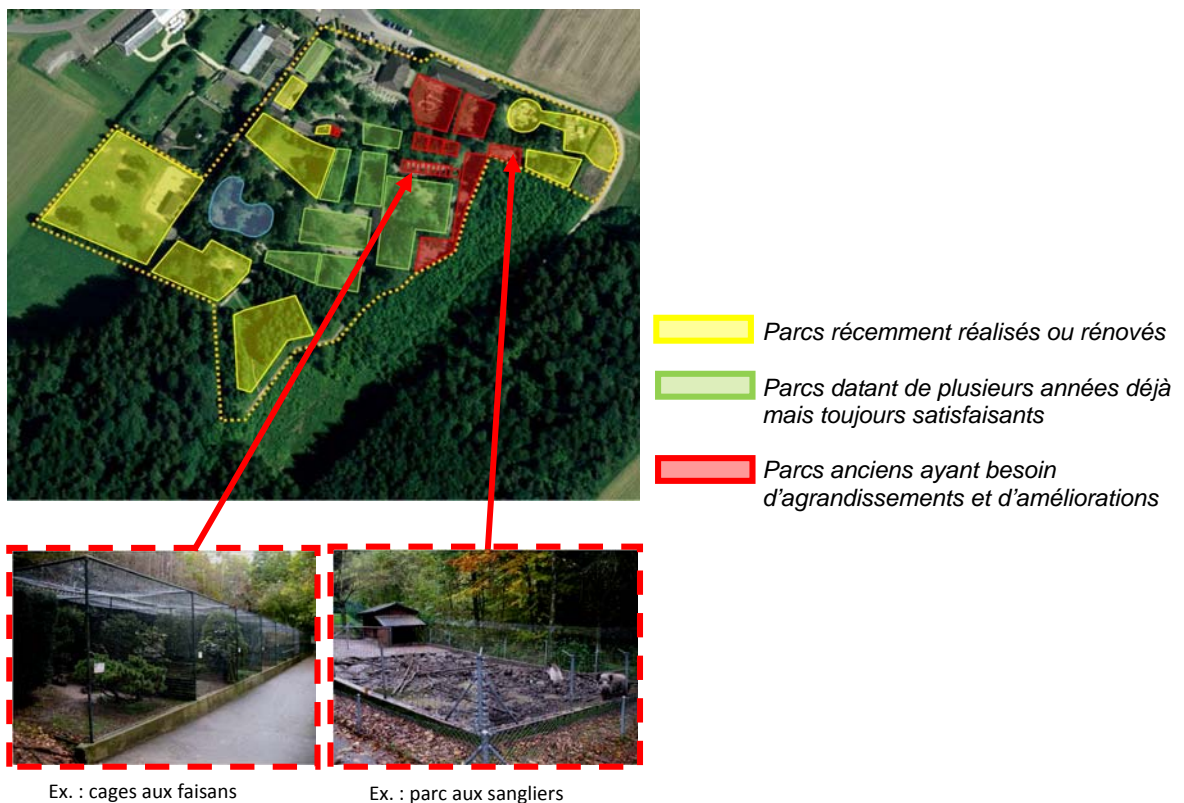 Parcs récemment réalisés ou rénovés
Parcs datant de plusieurs années déjà
mais toujours satisfaisants
Parcs anciens ayant besoin
d'agrandissements et d'améliorations
Ex. : cages aux faisans
Ex. : parc aux sangliers